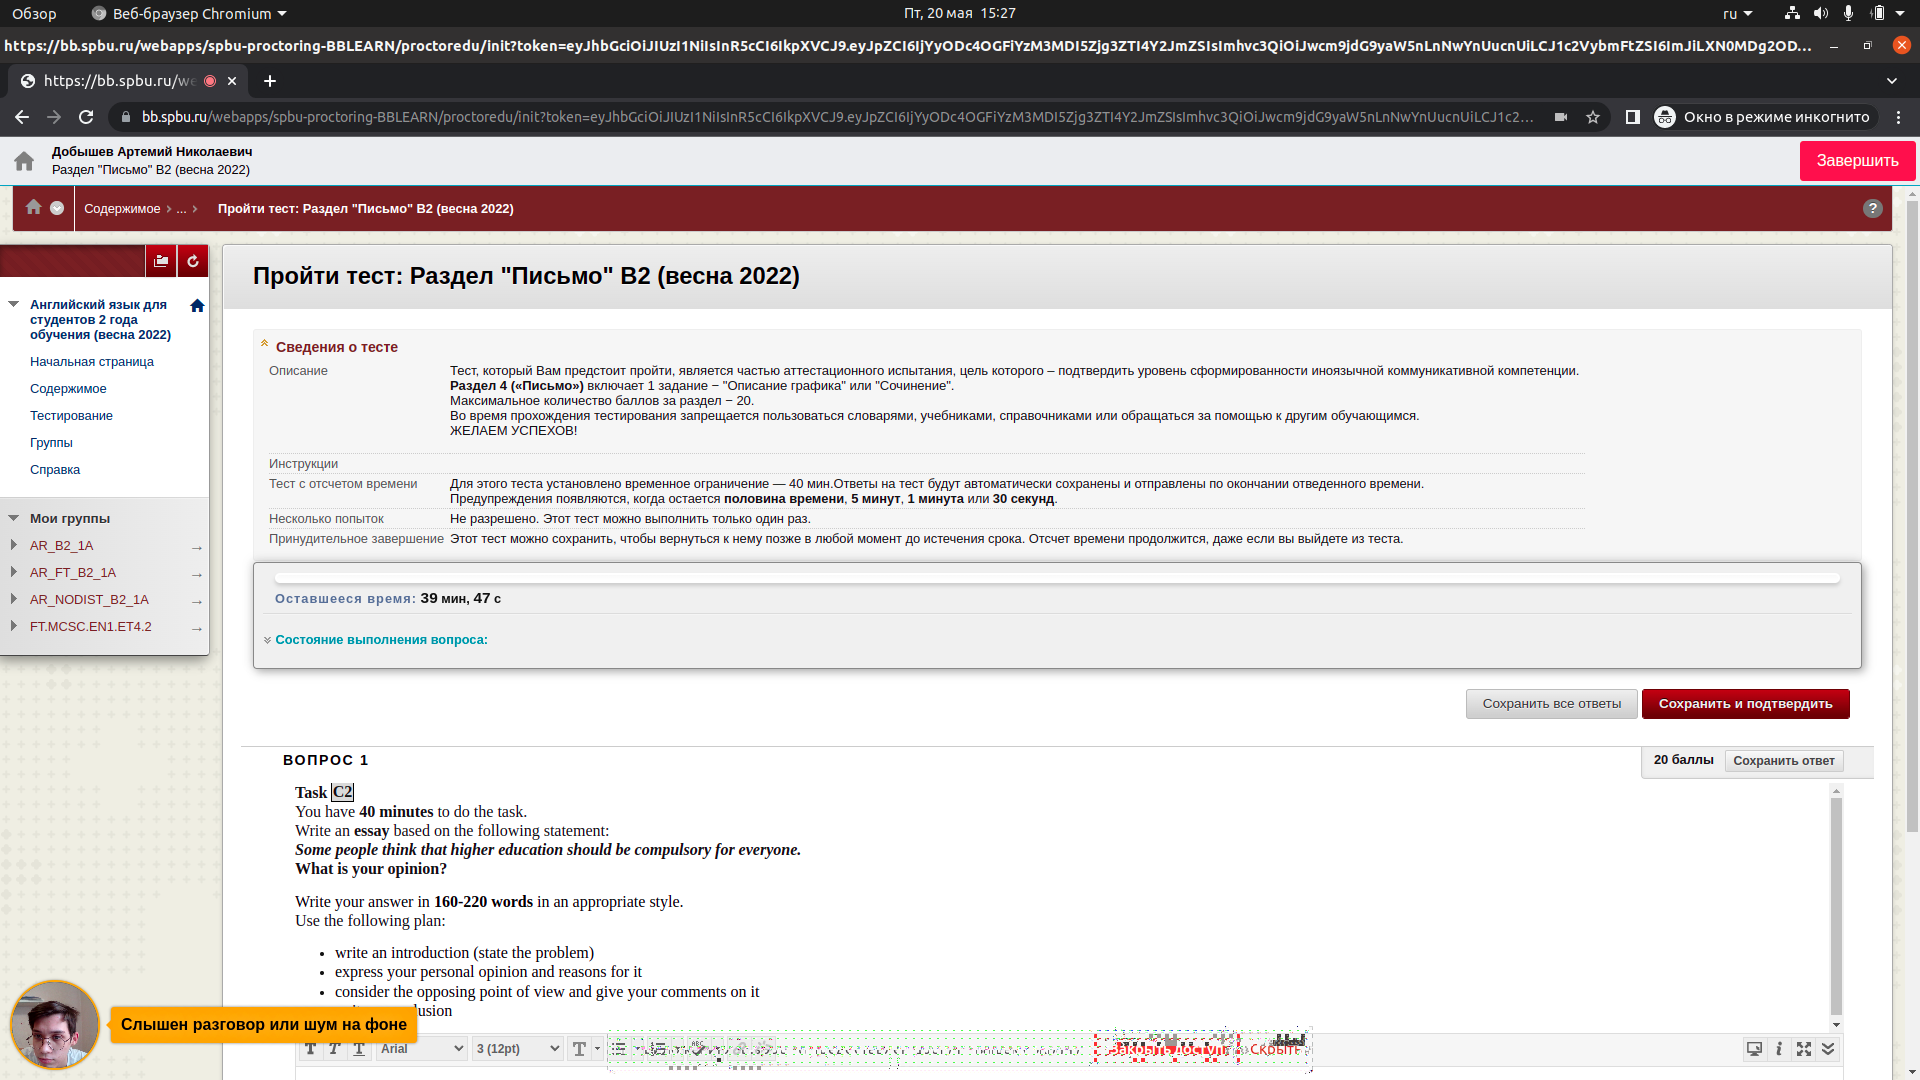 Обзор
Веб-браузер Chromium
Пт, 20 мая 15:27
ru
https://bb.spbu.ru/webapps/spbu-proctoring-BBLEARN/proctoredu/init?token=eyJhbGciOiJIUzI1NiIsInR5cCI6IkpXVCJ9.eyJpZCI6IjYyODc4OGFiYzM3MDI5Zjg3ZTI4Y2JmZSIsImhvc3QiOiJwcm9jdG9yaW5nLnNwYnUucnUiLCJ1c2VybmFtZSI6ImJiLXN0MDg2OD...
https://bb.spbu.ru/we
bb.spbu.ru/webapps/spbu-proctoring-BBLEARN/proctoredu/init?token=eyJhbGciOiJIUzI1NiIsInR5cCI6IkpXVCJ9.eyJpZCI6IjYyODc4OGFiYzM3MDI5Zjg3ZTI4Y2JmZSIsImhvc3QiOiJwcm9jdG9yaW5nLnNwYnUucnUiLCJ1c2...
Окно в режиме инкогнито
Добышев Артемий Николаевич
Раздел "Письмо" B2 (весна 2022)
Завершить
Содержимое ... Пройти тест: Раздел "Письмо" B2 (весна 2022)
Пройти тест: Раздел "Письмо" B2 (весна 2022)
Английский язык для
студентов 2 года
обучения (весна 2022)
Начальная страница
Содержимое
Тестирование
Группы
Справка
Мои группы
AR_B2_1A
AR_FT_B2_1A
AR_NODIST_B2_1A
FT.MCSC.EN1.ET4.2
Сведения о тесте
Описание
Тест, который Вам предстоит пройти, является частью аттестационного испытания, цель которого – подтвердить уровень сформированности иноязычной коммуникативной компетенции.
Раздел 4 («Письмо») включает 1 задание − "Описание графика" или "Сочинение".
Максимальное количество баллов за раздел − 20.
Во время прохождения тестирования запрещается пользоваться словарями, учебниками, справочниками или обращаться за помощью к другим обучающимся.
ЖЕЛАЕМ УСПЕХОВ!
Инструкции
Тест с отсчетом времени
Для этого теста установлено временное ограничение — 40 мин.Ответы на тест будут автоматически сохранены и отправлены по окончании отведенного времени.
Предупреждения появляются, когда остается половина времени, 5 минут, 1 минута или 30 секунд.
Несколько попыток
Не разрешено. Этот тест можно выполнить только один раз.
Принудительное завершение
Этот тест можно сохранить, чтобы вернуться к нему позже в любой момент до истечения срока. Отсчет времени продолжится, даже если вы выйдете из теста.
Оставшееся время: 39 мин, 47 с
Состояние выполнения вопроса:
Сохранить все ответы
Сохранить и подтвердить
ВОПРОС 1
20 баллы
Сохранить ответ
Task C2
You have 40 minutes to do the task.
Write an essay based on the following statement:
Some people think that higher education should be compulsory for everyone.
What is your opinion?
Write your answer in 160-220 words in an appropriate style.
Use the following plan:
• write an introduction (state the problem)
• express your personal opinion and reasons for it
• consider the opposing point of view and give your comments on it
Слышен разговор или шум на фоне
T T T Arial 3 (12pt) T
Закрыть доступ
Скрыть